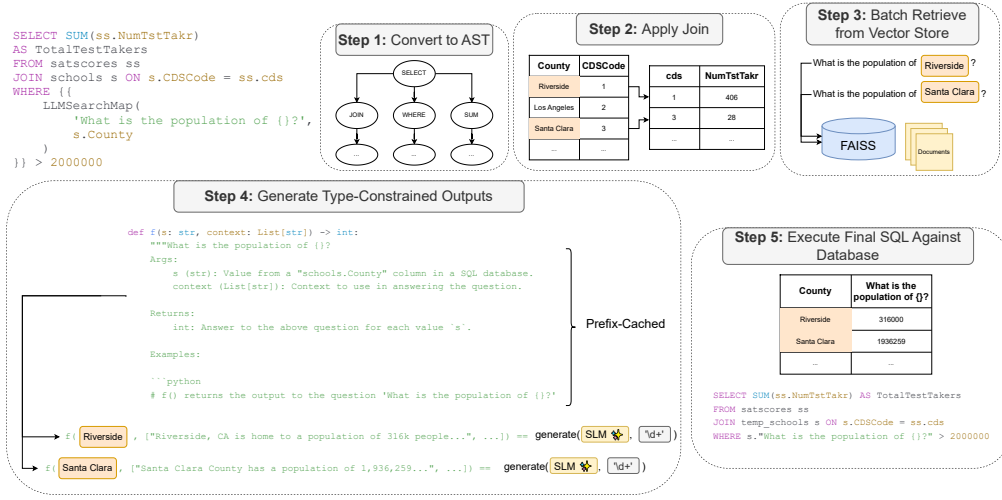 SELECT SUM(ss.NumTstTakr)
AS TotalTestTakers
FROM satscores ss
JOIN schools s ON s.CDSCode = ss.cds
WHERE {{
LLMSearchMap(
'What is the population of {}?',
s.County
)
}} > 2000000
Step 1: Convert to AST
SELECT
JOIN
WHERE
SUM
...
...
...
Step 2: Apply Join
County CDSCode
Riverside 1
Los Angeles 2
Santa Clara 3
... ...
cds NumTstTakr
1 406
3 28
... ...
Step 3: Batch Retrieve
from Vector Store
What is the population of Riverside ?
What is the population of Santa Clara ?
FAISS
Documents
Step 4: Generate Type-Constrained Outputs
def f(s: str, context: List[str]) -> int:
"""What is the population of {}?
Args:
s (str): Value from a "schools.County" column in a SQL database.
context (List[str]): Context to use in answering the question.
Returns:
int: Answer to the above question for each value `s`.
Examples:
```python
# f() returns the output to the question 'What is the population of {}?'
Prefix-Cached
f( Riverside , ["Riverside, CA is home to a population of 316k people...", ...]) == generate( SLM ✨, '\d+' )
f( Santa Clara , ["Santa Clara County has a population of 1,936,259...", ...]) == generate( SLM ✨, '\d+' )
Step 5: Execute Final SQL Against
Database
County What is the
population of {}?
Riverside 316000
Santa Clara 1936259
... ...
SELECT SUM(ss.NumTstTakr) AS TotalTestTakers
FROM satscores ss
JOIN temp_schools s ON s.CDSCode = ss.cds
WHERE s."What is the population of {}?" > 2000000